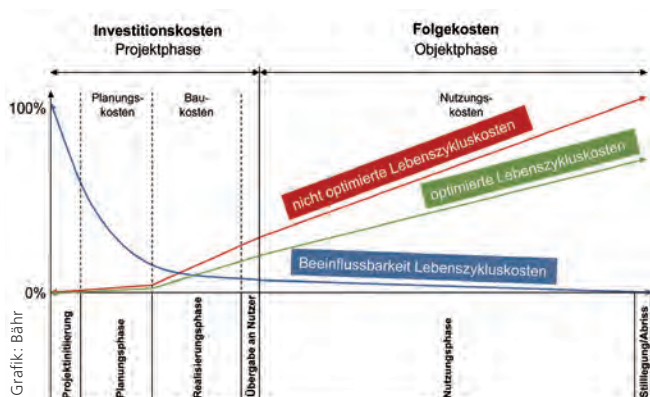 Investitionskosten
Projektphase
Folgekosten
Objektphase
100%
Planungs-
kosten
Bau-
kosten
Nutzungs-
kosten
nicht optimierte Lebenszykluskosten
optimierte Lebenszykluskosten
Beeinflussbarkeit Lebenszykluskosten
0%
Projektinitiierung
Planungsphase
Realisierungsphase
Übergabe an Nutzer
Nutzungsphase
Stilllegung/Abriss
Grafik: Bähr